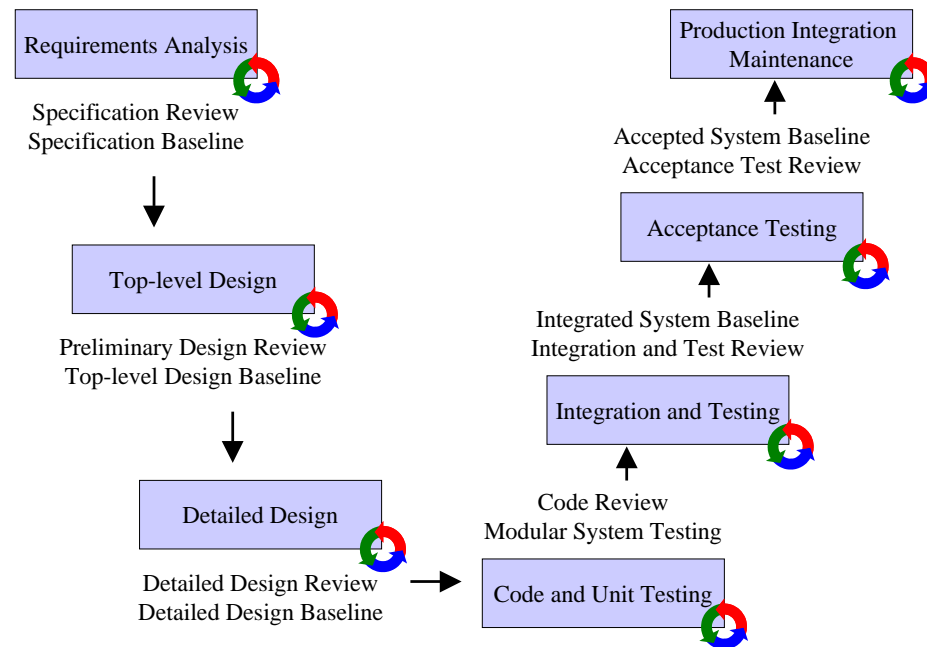 Requirements Analysis
Specification Review
Specification Baseline
Top-level Design
Preliminary Design Review
Top-level Design Baseline
Detailed Design
Detailed Design Review
Detailed Design Baseline
Code and Unit Testing
Code Review
Modular System Testing
Integration and Testing
Integrated System Baseline
Integration and Test Review
Acceptance Testing
Accepted System Baseline
Acceptance Test Review
Production Integration
Maintenance